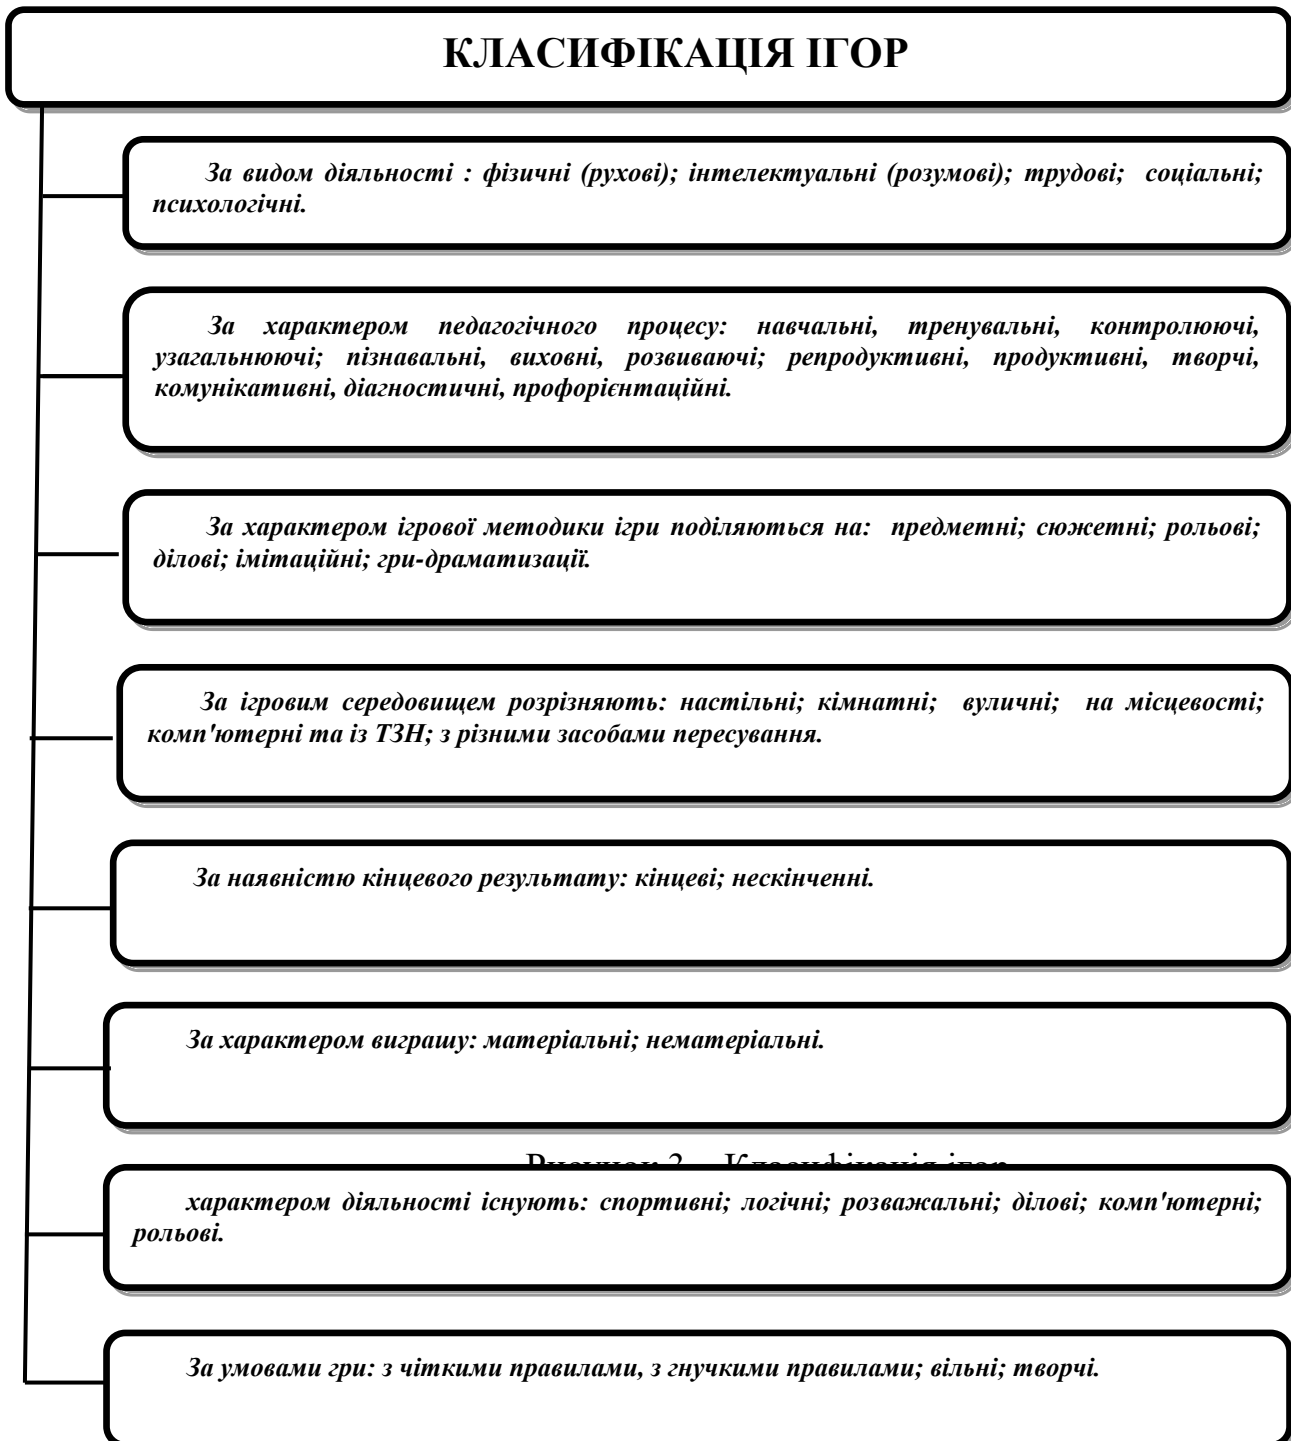 КЛАСИФІКАЦІЯ ІГОР
За видом діяльності : фізичні (рухові); інтелектуальні (розумові); трудові; соціальні;
психологічні.
За характером педагогічного процесу: навчальні, тренувальні, контролюючі,
узагальнюючі; пізнавальні, виховні, розвиваючі; репродуктивні, продуктивні, творчі,
комунікативні, діагностичні, профорієнтаційні.
За характером ігрової методики ігри поділяються на: предметні; сюжетні; рольові;
ділові; імітаційні; гри-драматизації.
За ігровим середовищем розрізняють: настільні; кімнатні; вуличні; на місцевості;
комп'ютерні та із ТЗН; з різними засобами пересування.
За наявністю кінцевого результату: кінцеві; нескінченні.
За характером виграшу: матеріальні; нематеріальні.
Класифікація ігор
характером діяльності існують: спортивні; логічні; розважальні; ділові; комп'ютерні;
рольові.
За умовами гри: з чіткими правилами, з гнучкими правилами; вільні; творчі.